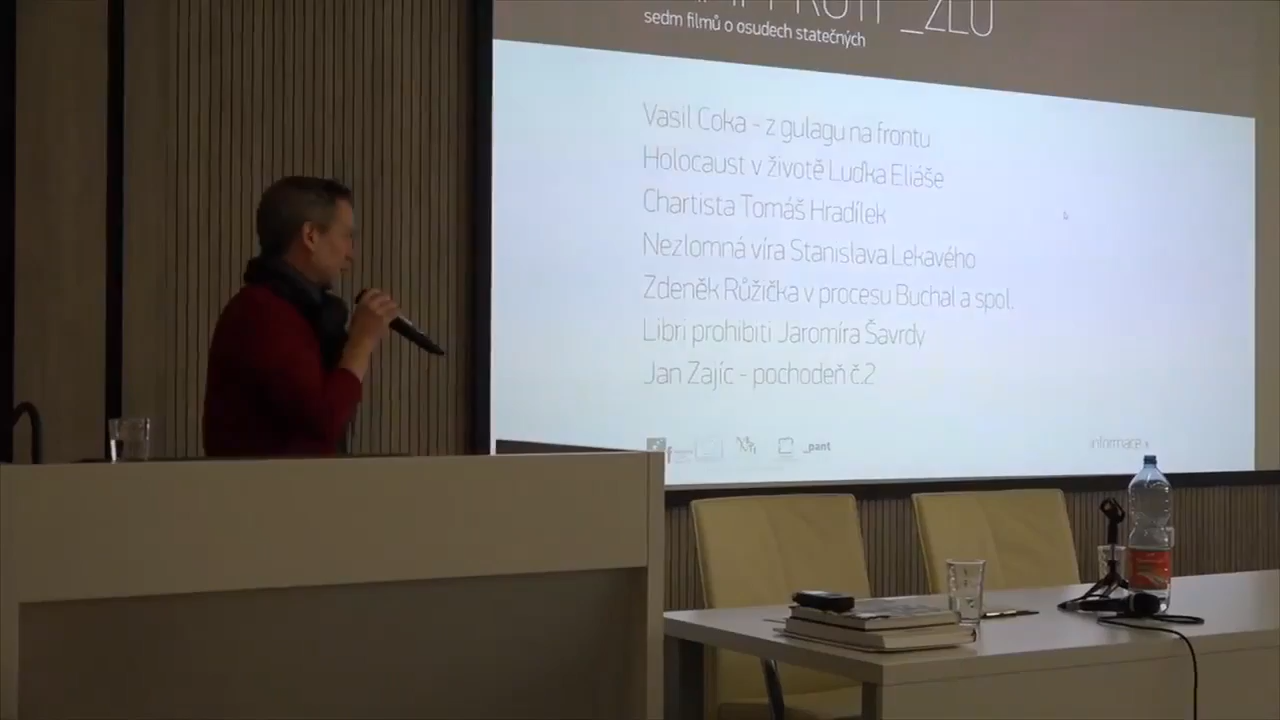 _ZLU
sedm filmů o osudech statečných
Vasil Coka - z gulagu na frontu
Holocaust v životě Luďka Eliáše
Chartista Tomáš Hradílek
Nezlomná víra Stanislava Lekavého
Zdeněk Růžička v procesu Buchal a spol.
Libri prohibiti Jaromíra Šavrdy
Jan Zajíc - pochodeň č.2
_pant
informace